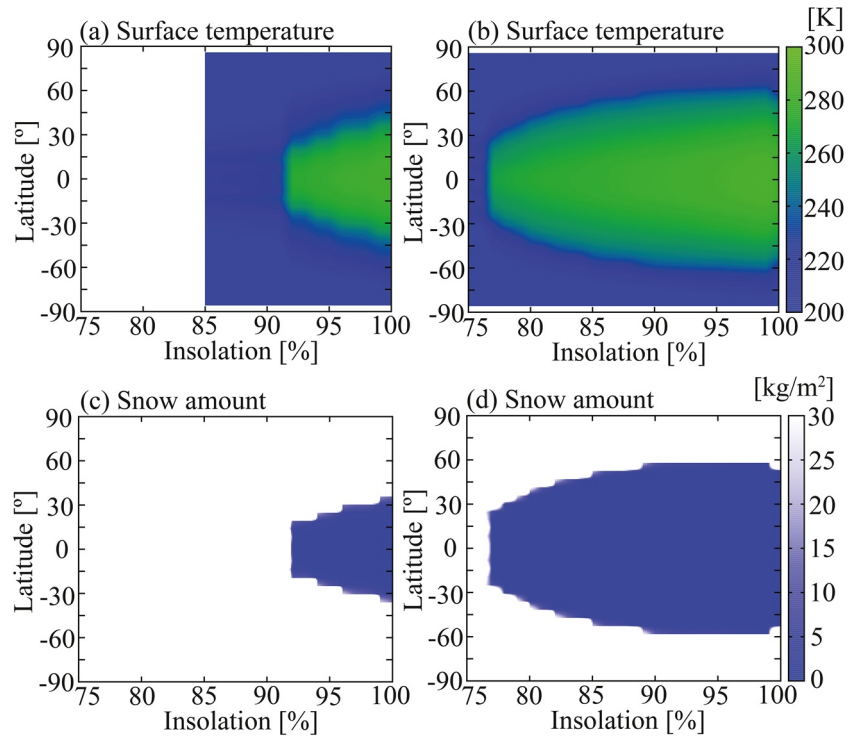 (a) Surface temperature
(b) Surface temperature
[K]
90
60
30
0
-30
-60
-90
Latitude [º]
75 80 85 90 95 100
Insolation [%]
90
60
30
0
-30
-60
-90
Latitude [º]
75 80 85 90 95 100
Insolation [%]
300
280
260
240
220
200
(c) Snow amount
(d) Snow amount
[kg/m²]
90
60
30
0
-30
-60
-90
Latitude [º]
75 80 85 90 95 100
Insolation [%]
90
60
30
0
-30
-60
-90
Latitude [º]
75 80 85 90 95 100
Insolation [%]
30
25
20
15
10
5
0